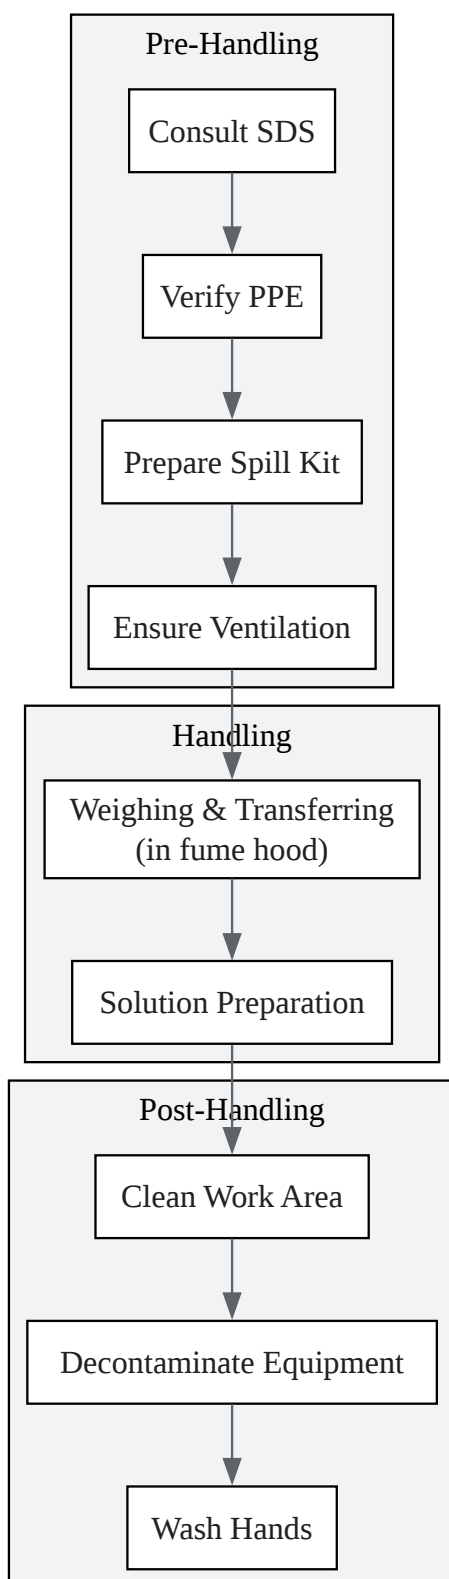 Pre-Handling
Consult SDS
Verify PPE
Prepare Spill Kit
Ensure Ventilation
Handling
Weighing & Transferring
(in fume hood)
Solution Preparation
Post-Handling
Clean Work Area
Decontaminate Equipment
Wash Hands